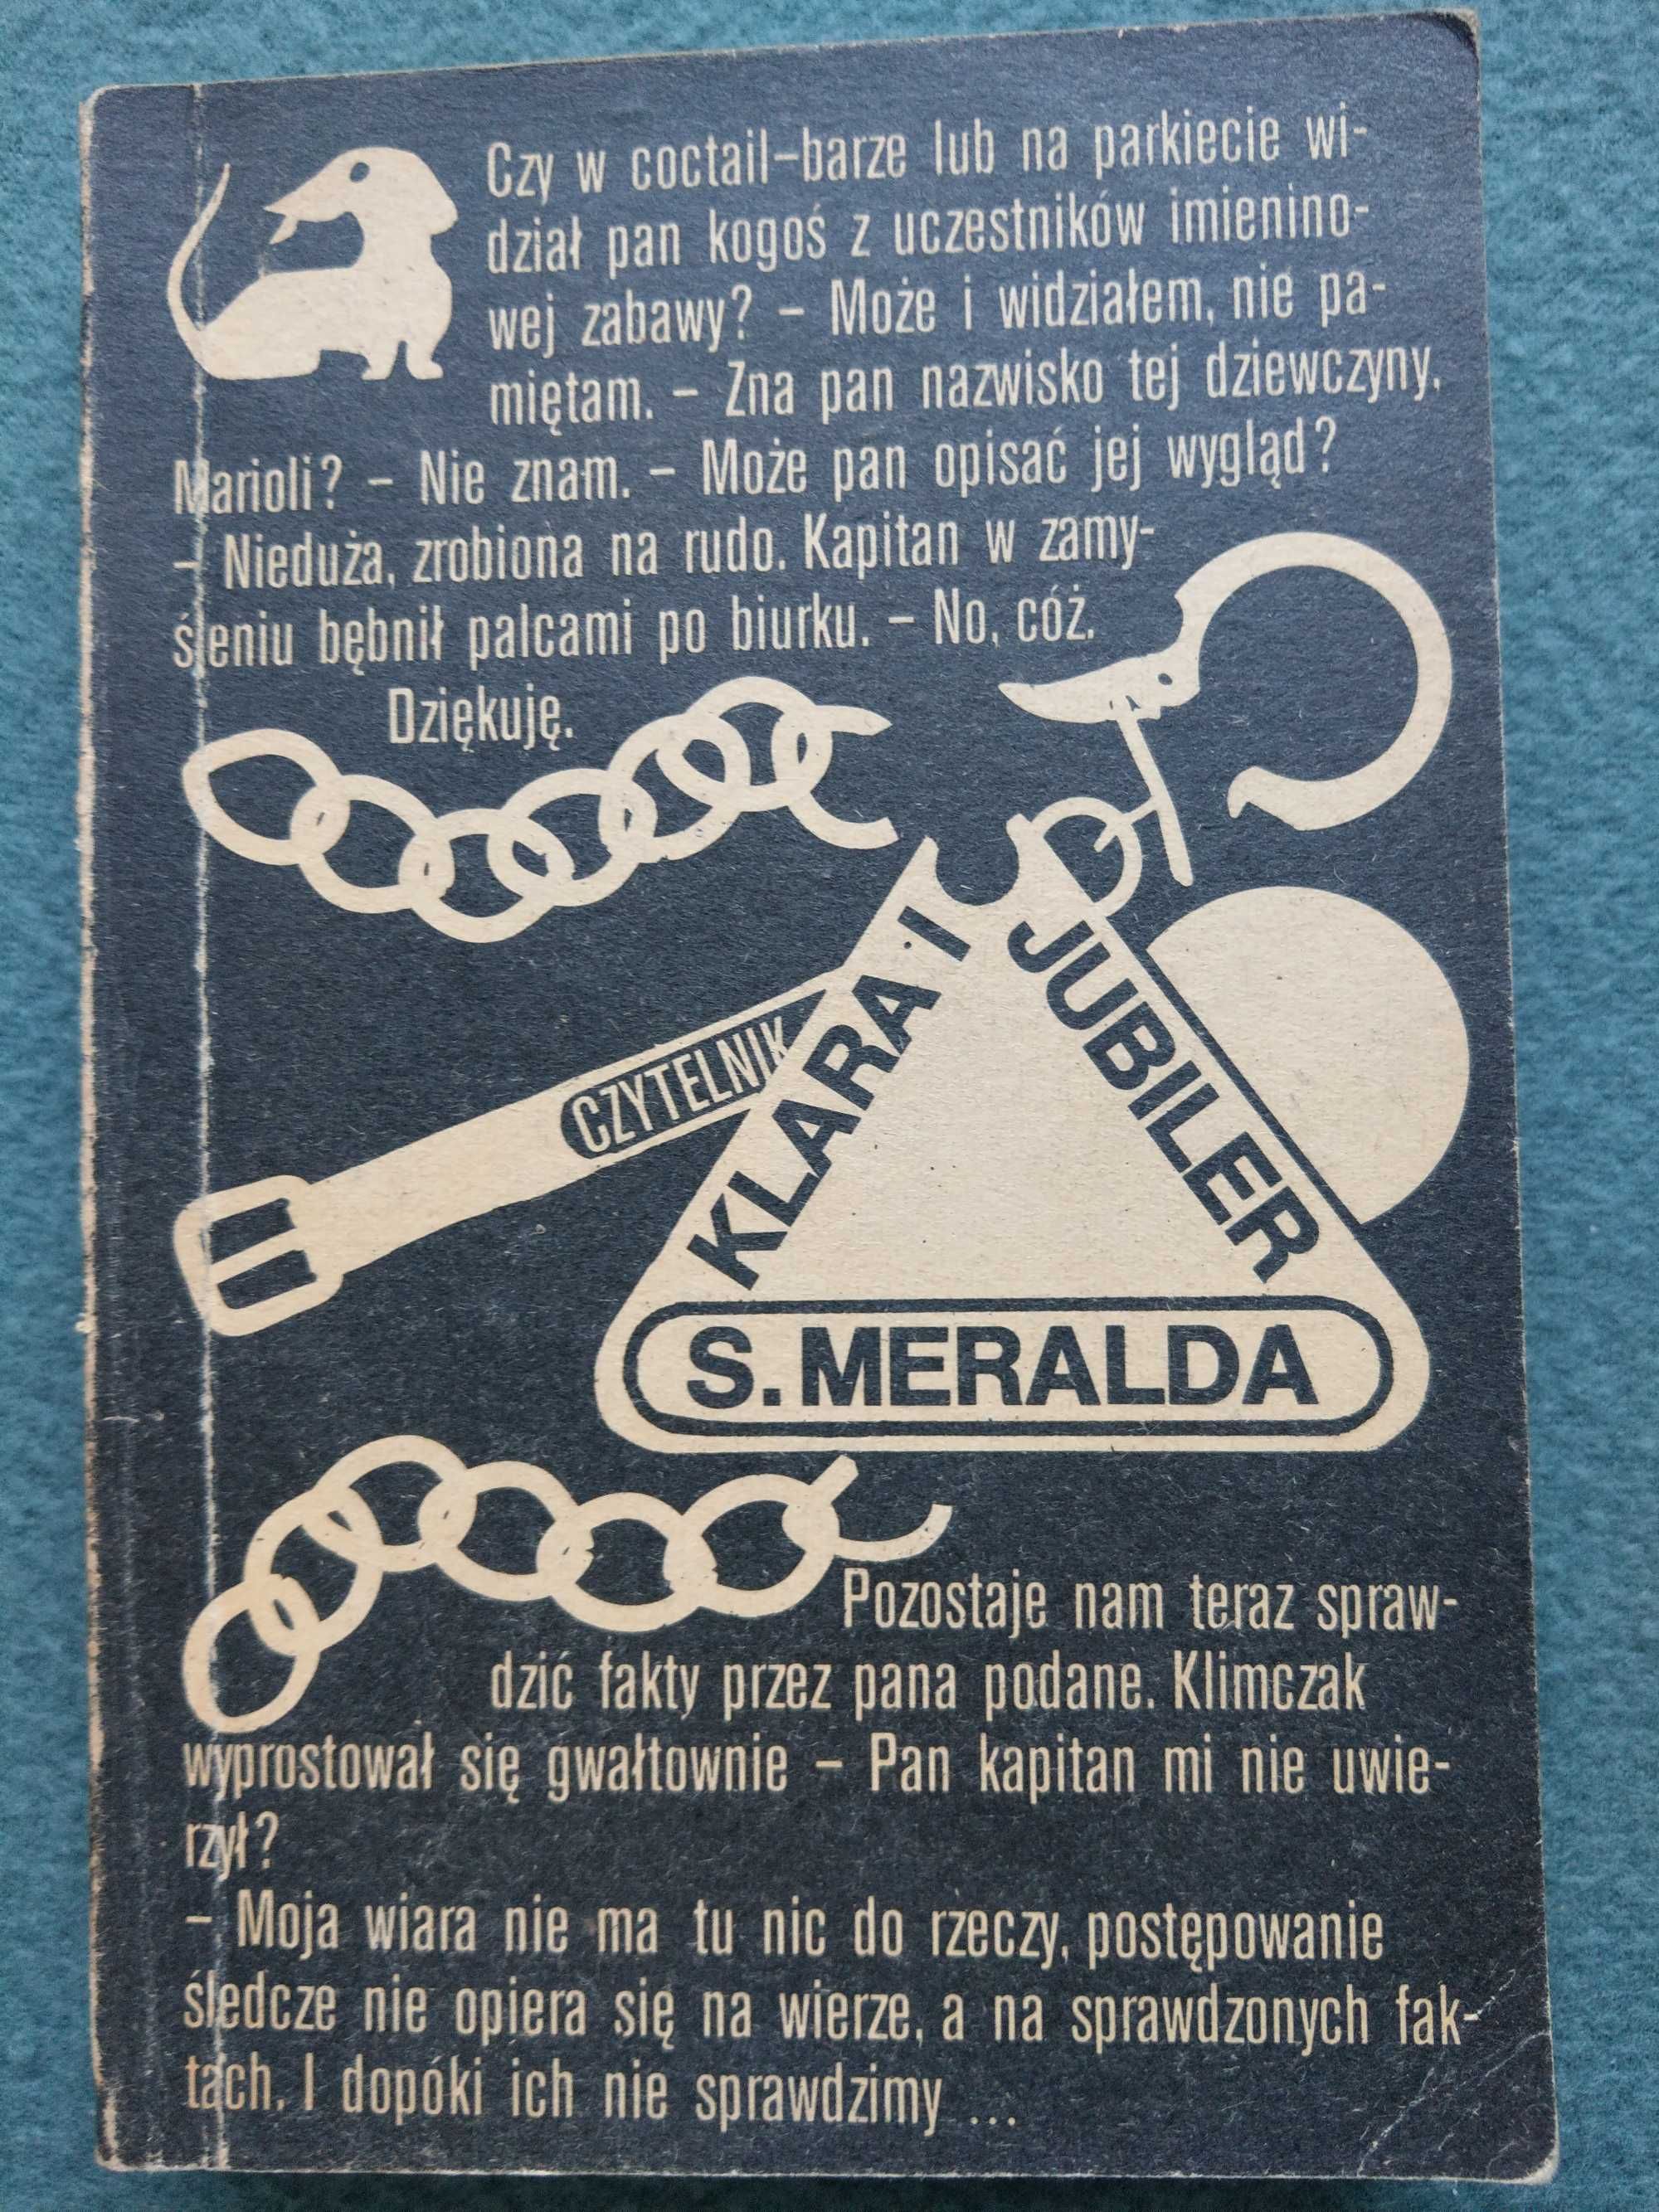 Czy w coctail-barze lub na parkiecie wi-
dział pan kogoś z uczestników imienino-
wej zabawy? - Może i widziałem, nie pa-
miętam. - Zna pan nazwisko tej dziewczyny,
Marioli? - Nie znam. - Może pan opisać jej wygląd?
- Nieduża, zrobiona na rudo. Kapitan w zamy-
śleniu bębnił palcami po biurku. - No, cóż.
Dziękuję.
CZYTELNIK
KLARA I
JUBILER
S. MERALDA
Pozostaje nam teraz spraw-
dzić fakty przez pana podane. Klimczak
wyprostował się gwałtownie - Pan kapitan mi nie uwie-
rzył?
- Moja wiara nie ma tu nic do rzeczy, postępowanie
śledcze nie opiera się na wierze, a na sprawdzonych fak-
tach. I dopóki ich nie sprawdzimy ...